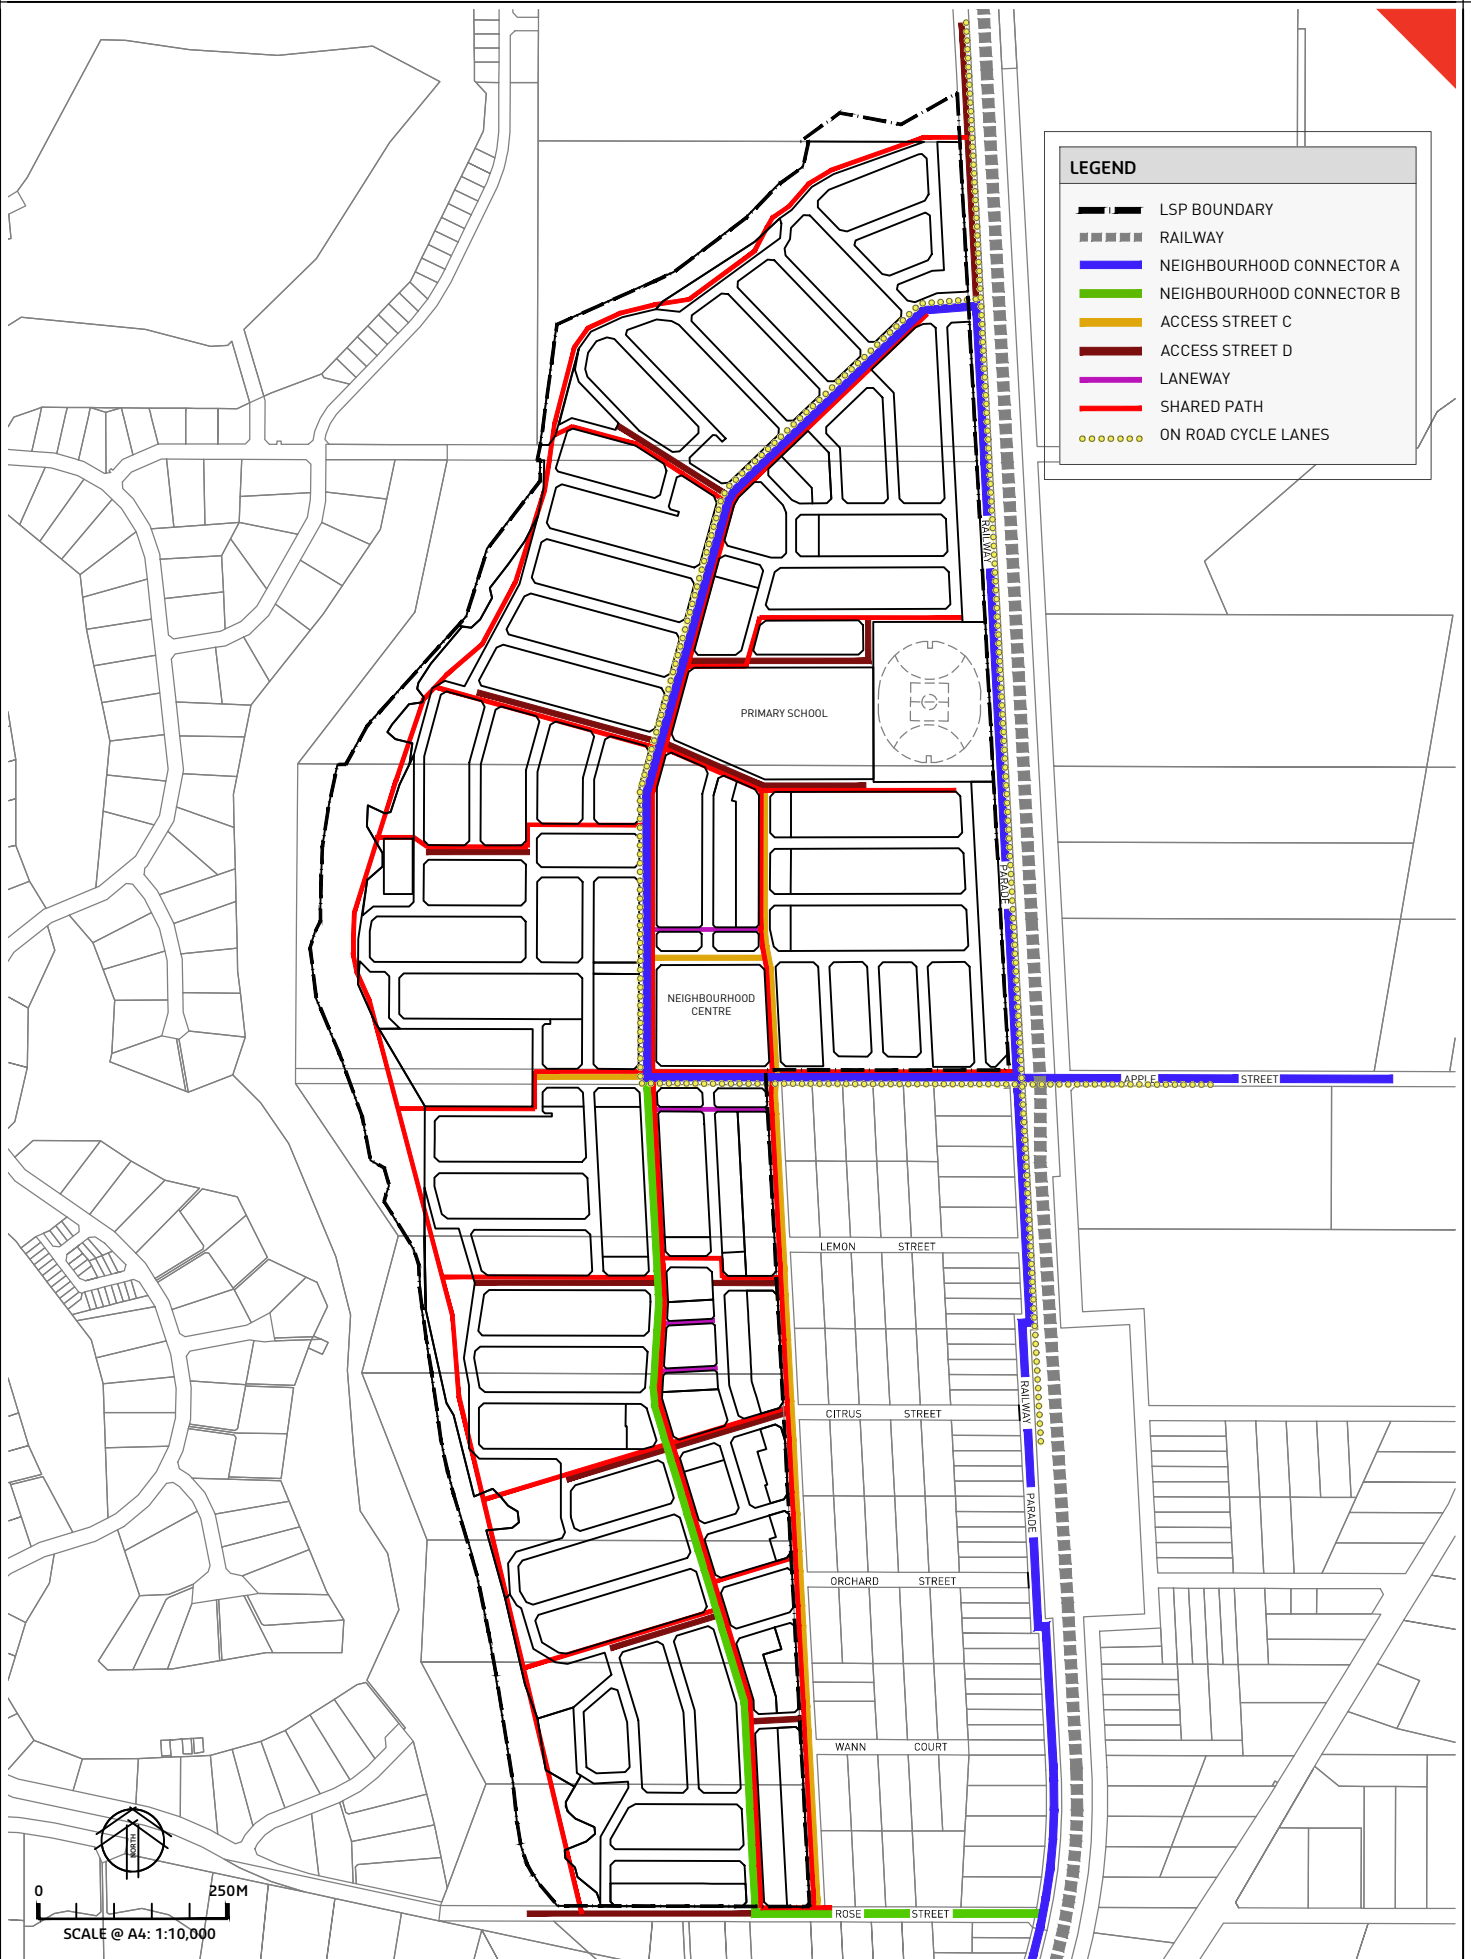 LEGEND
LSP BOUNDARY
RAILWAY
NEIGHBOURHOOD CONNECTOR A
NEIGHBOURHOOD CONNECTOR B
ACCESS STREET C
ACCESS STREET D
LANEWAY
SHARED PATH
ON ROAD CYCLE LANES
RAILWAY
PRIMARY SCHOOL
PARADE
NEIGHBOURHOOD
CENTRE
APPLE STREET
LEMON STREET
RAILWAY
CITRUS STREET
PARADE
ORCHARD STREET
WANN COURT
NORTH
0 250M
SCALE @ A4: 1:10,000
ROSE STREET